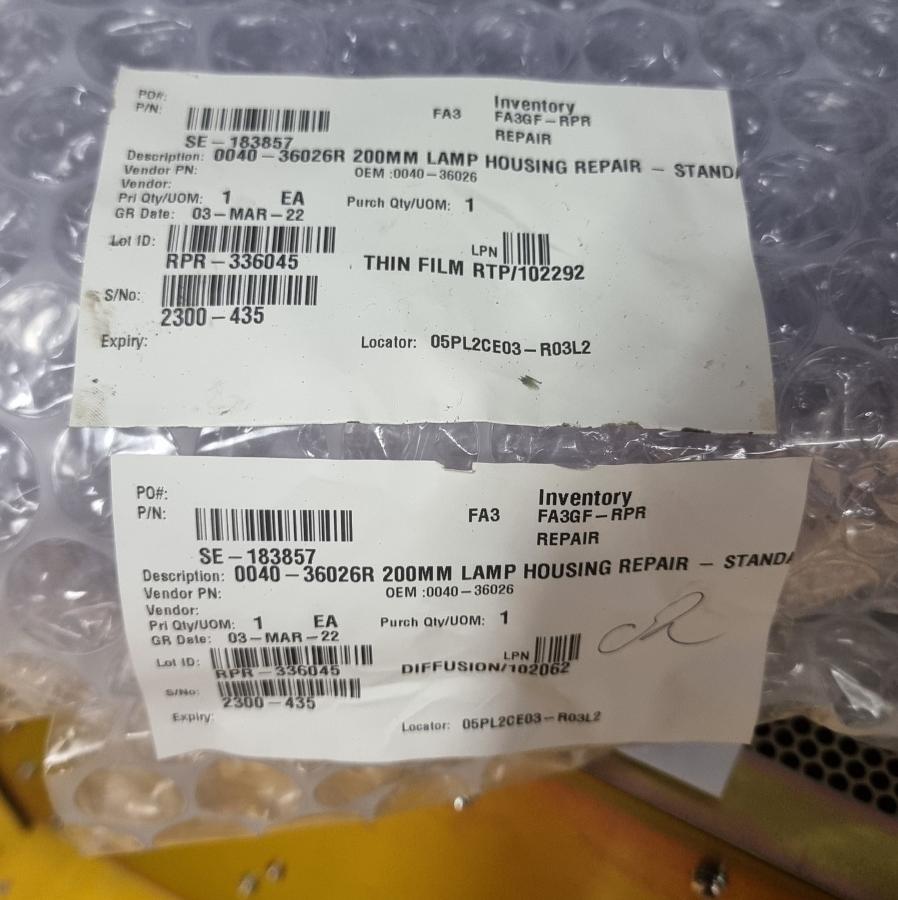 PO#:
P/N:
FA3
Inventory
FA3GF-RPR
REPAIR
SE-183857
Description: 0040-36026R 200MM LAMP HOUSING REPAIR - STANDA
Vendor PN:
OEM :0040-36026
Vendor:
Pri Qty/UOM: 1 EA Purch Qty/UOM: 1
GR Date: 03-MAR-22
Lot ID:
LPN
RPR-336045
THIN FILM RTP/102292
S/No:
2300-435
Expiry:
Locator: 05PL2CE03-R03L2
PO#:
P/N:
FA3
Inventory
FA3GF-RPR
REPAIR
SE-183857
Description: 0040-36026R 200MM LAMP HOUSING REPAIR - STANDA
Vendor PN:
OEM :0040-36026
Vendor:
Pri Qty/UOM: 1 EA Purch Qty/UOM: 1
GR Date: 03-MAR-22
Lot ID:
LPN
RPR-336045
DIFFUSION/102062
S/No:
2300-435
Expiry:
Locator: 05PL2CE03-R03L2